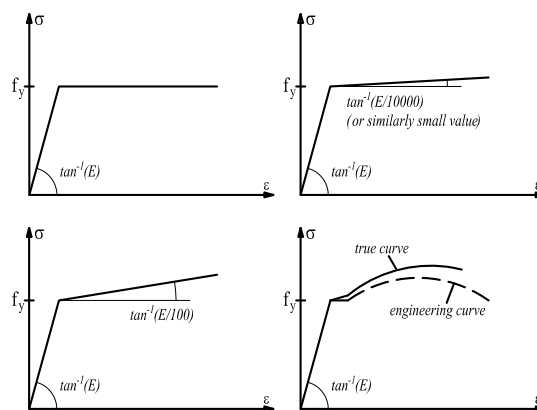 σ
f_y
tan⁻¹(E)
ε
σ
f_y
tan⁻¹(E/10000)
(or similarly small value)
tan⁻¹(E)
ε
σ
f_y
tan⁻¹(E/100)
tan⁻¹(E)
ε
σ
true curve
f_y
engineering curve
tan⁻¹(E)
ε